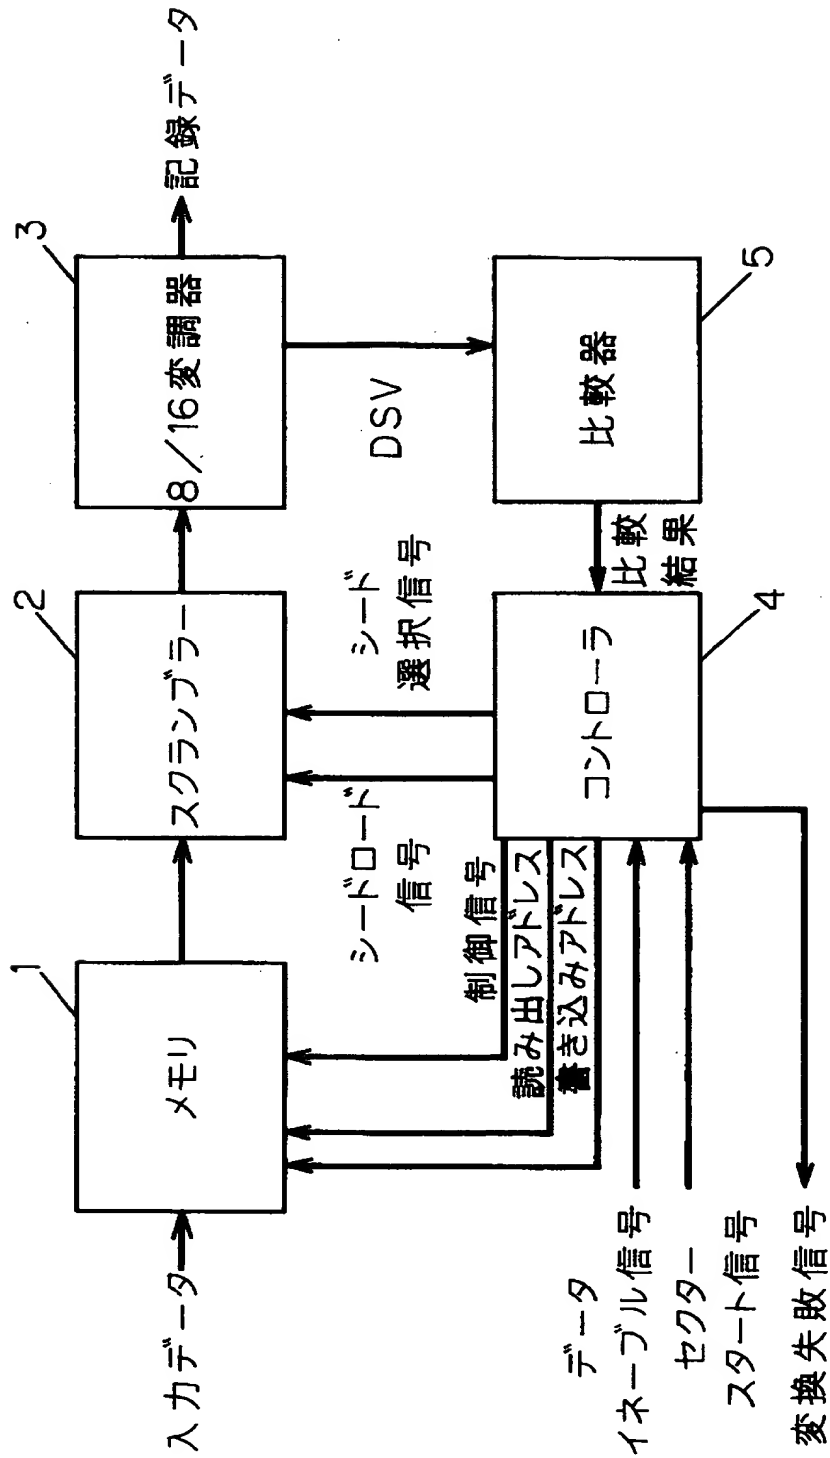 1
2
3
入力データ
メモリ
スクランブラー
8/16変調器
記録データ
シードロード
信号
シード
選択信号
DSV
制御信号
読み出しアドレス
書き込みアドレス
コントローラ
比較
結果
比較器
4
5
データ
イネーブル信号
セクター
スタート信号
変換失敗信号